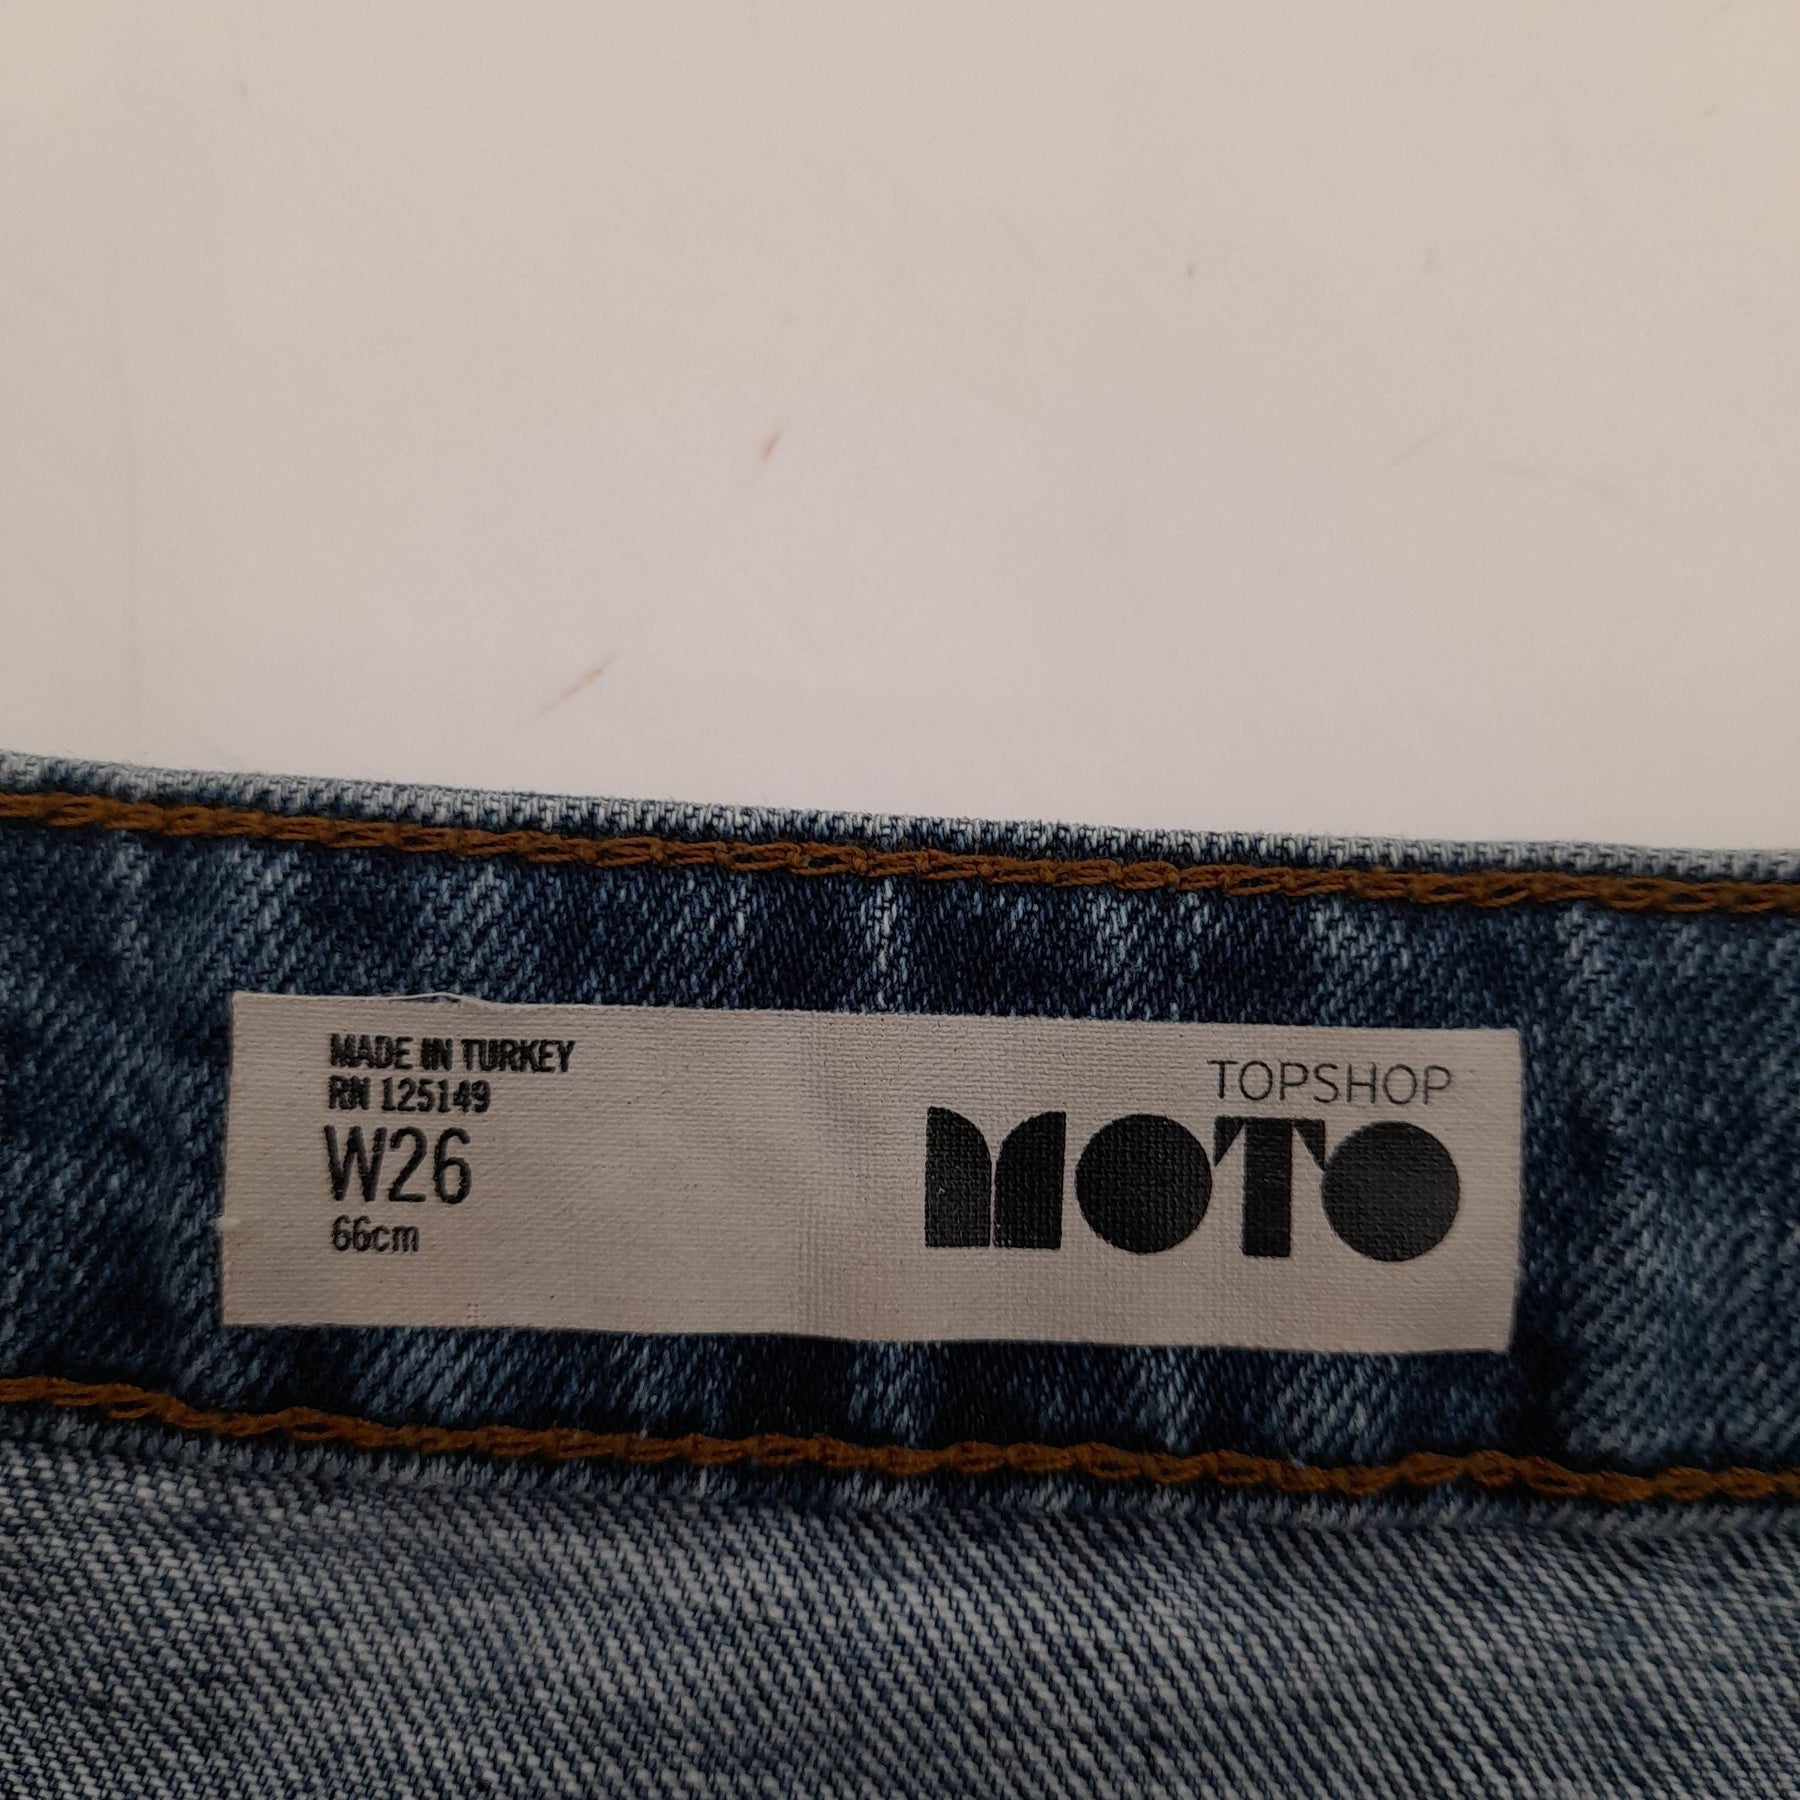 MADE IN TURKEY
RN 125149
W26
66cm
TOPSHOP
MOTO